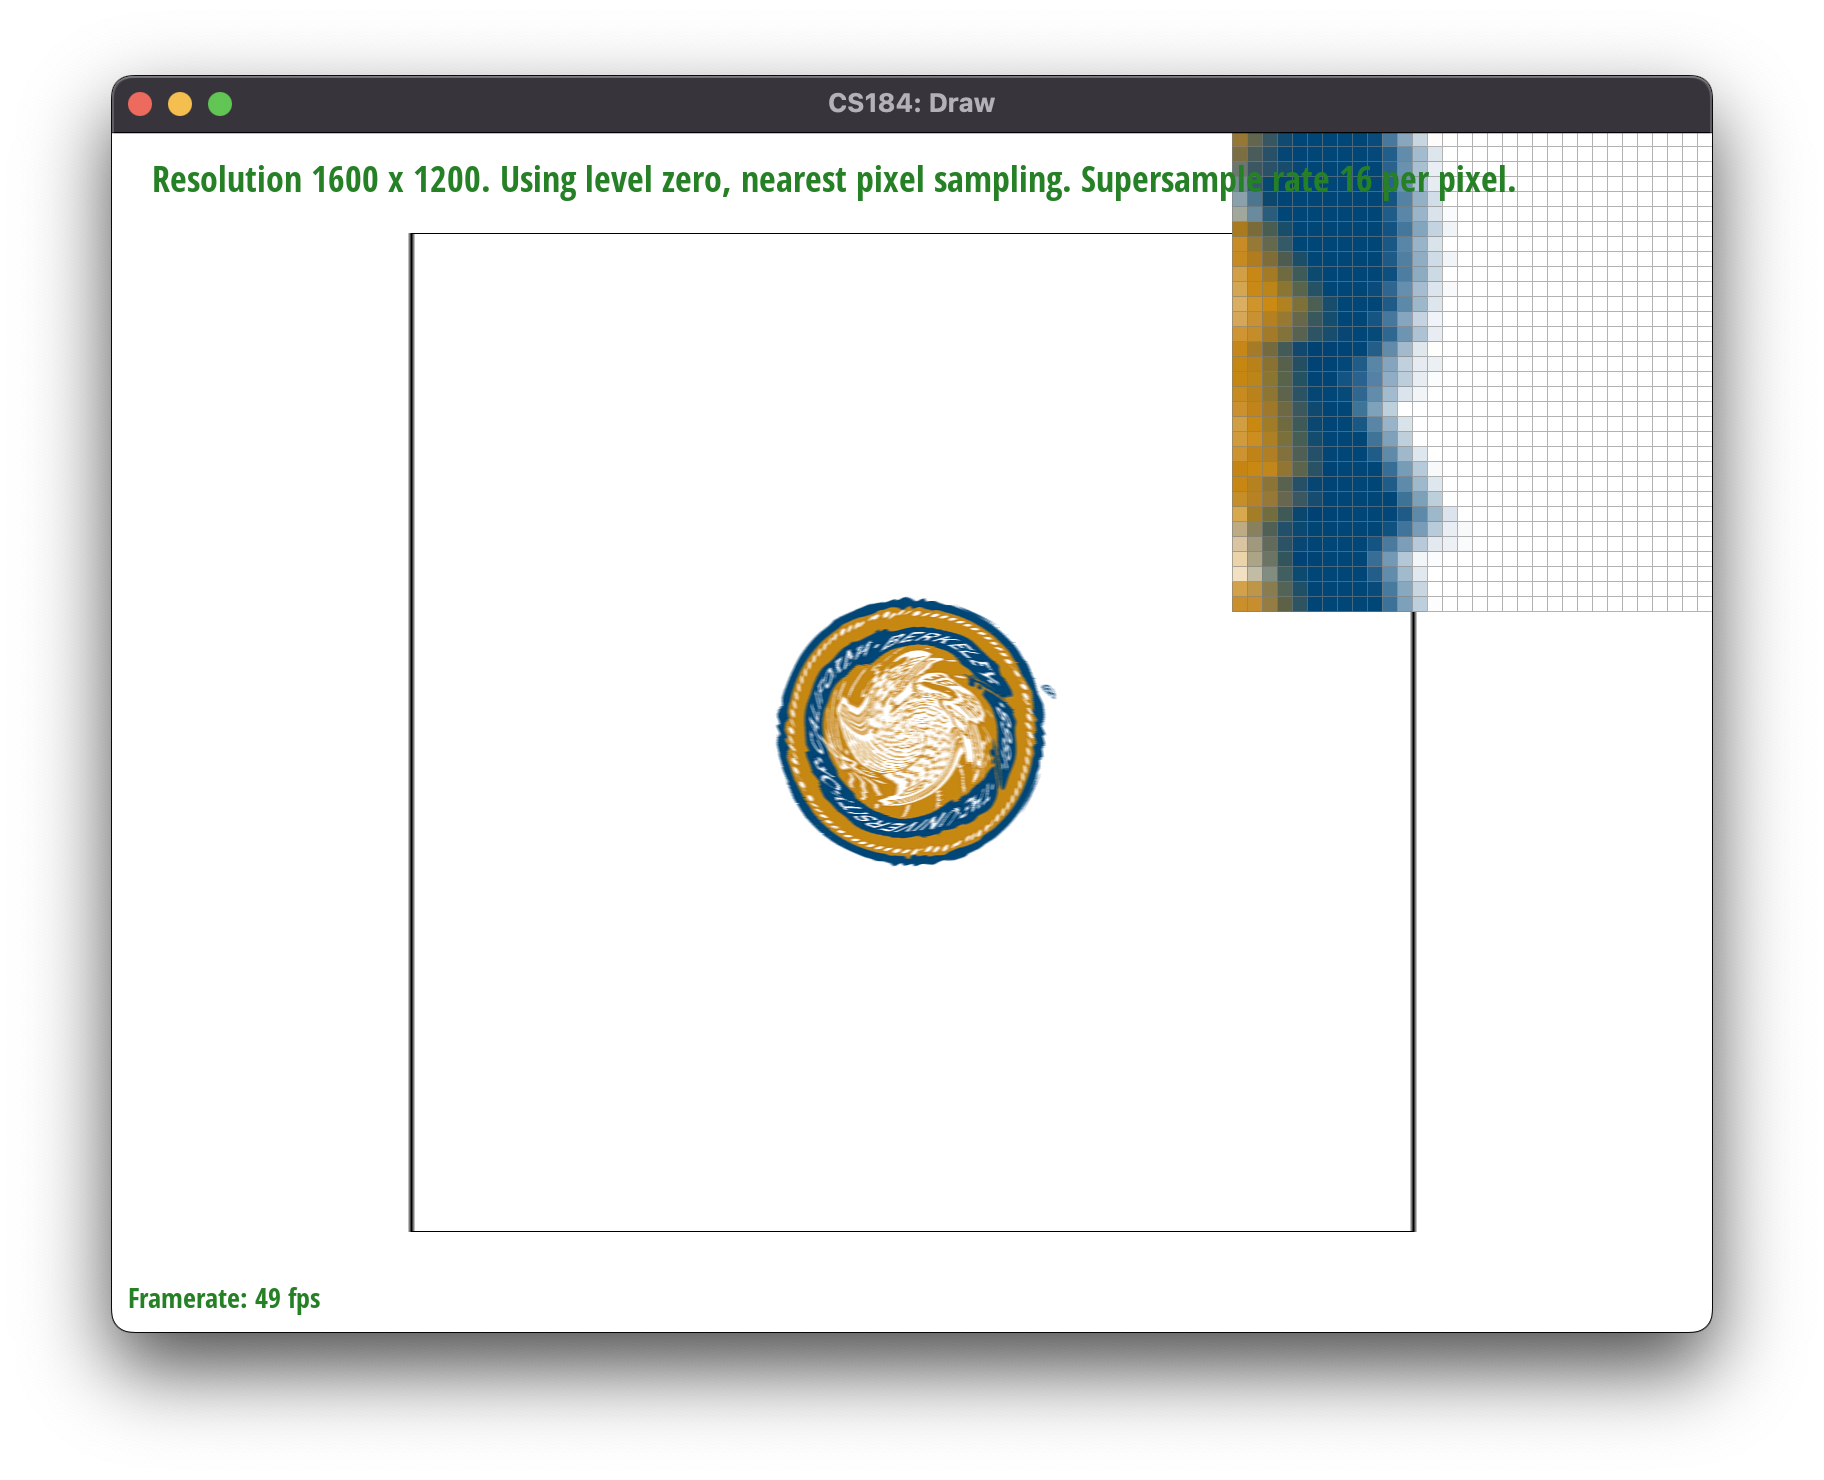 CS184: Draw
Resolution 1600 x 1200. Using level zero, nearest pixel sampling. Supersample rate 16 per pixel.
BERKELEY
Framerate: 49 fps